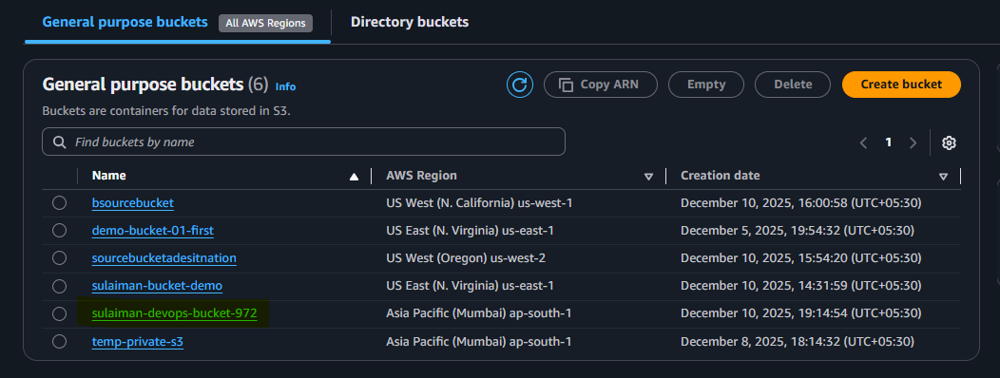 General purpose buckets All AWS Regions Directory buckets
General purpose buckets (6) Info Copy ARN Empty Delete Create bucket
Buckets are containers for data stored in S3.
Find buckets by name 1
Name AWS Region Creation date
bsourcebucket US West (N. California) us-west-1 December 10, 2025, 16:00:58 (UTC+05:30)
demo-bucket-01-first US East (N. Virginia) us-east-1 December 5, 2025, 19:54:32 (UTC+05:30)
sourcebucketadesitnation US West (Oregon) us-west-2 December 10, 2025, 15:54:20 (UTC+05:30)
sulaiman-bucket-demo US East (N. Virginia) us-east-1 December 10, 2025, 14:31:59 (UTC+05:30)
sulaiman-devops-bucket-972 Asia Pacific (Mumbai) ap-south-1 December 10, 2025, 19:14:54 (UTC+05:30)
temp-private-s3 Asia Pacific (Mumbai) ap-south-1 December 8, 2025, 18:14:32 (UTC+05:30)